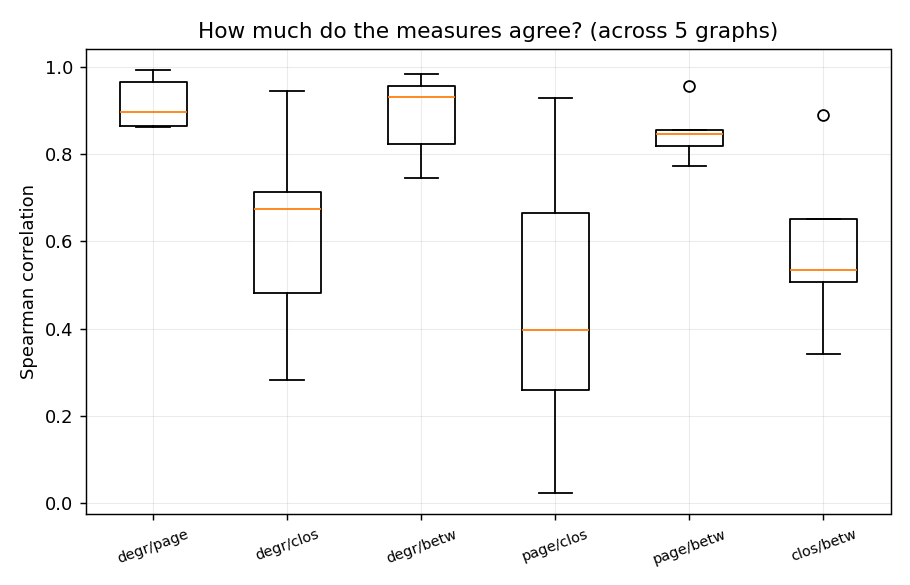 How much do the measures agree? (across 5 graphs)
Spearman correlation
1.0
0.8
0.6
0.4
0.2
0.0
degr/page
degr/clos
degr/betw
page/clos
page/betw
clos/betw